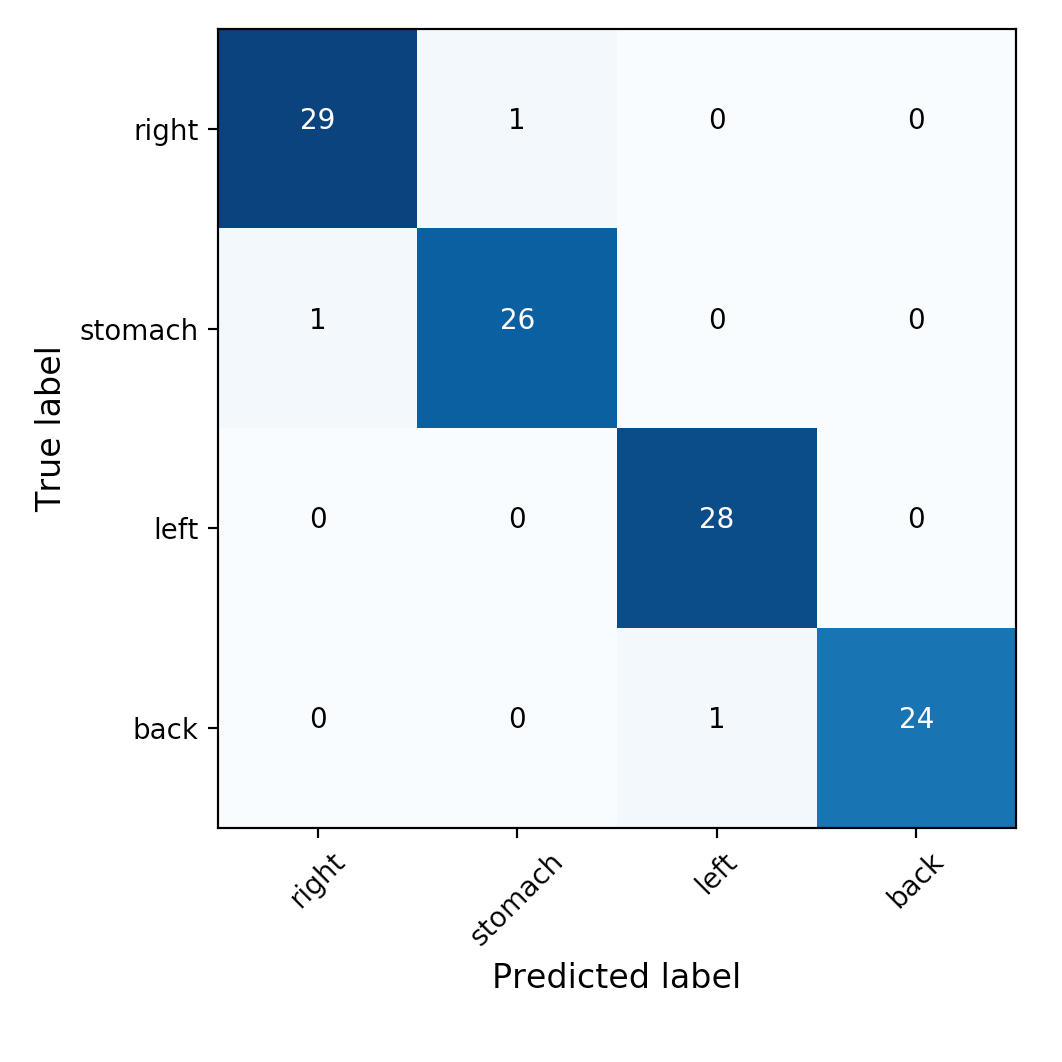 True label
right 29 1 0 0
stomach 1 26 0 0
left 0 0 28 0
back 0 0 1 24
right stomach left back
Predicted label